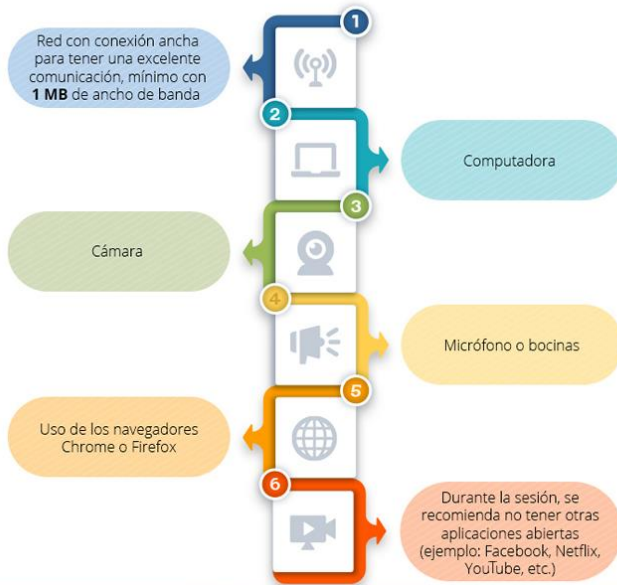 1
Red con conexión ancha
para tener una excelente
comunicación, mínimo con
1 MB de ancho de banda
2
Computadora
3
Cámara
4
Micrófono o bocinas
5
Uso de los navegadores
Chrome o Firefox
6
Durante la sesión, se
recomienda no tener otras
aplicaciones abiertas
(ejemplo: Facebook, Netflix,
YouTube, etc.)